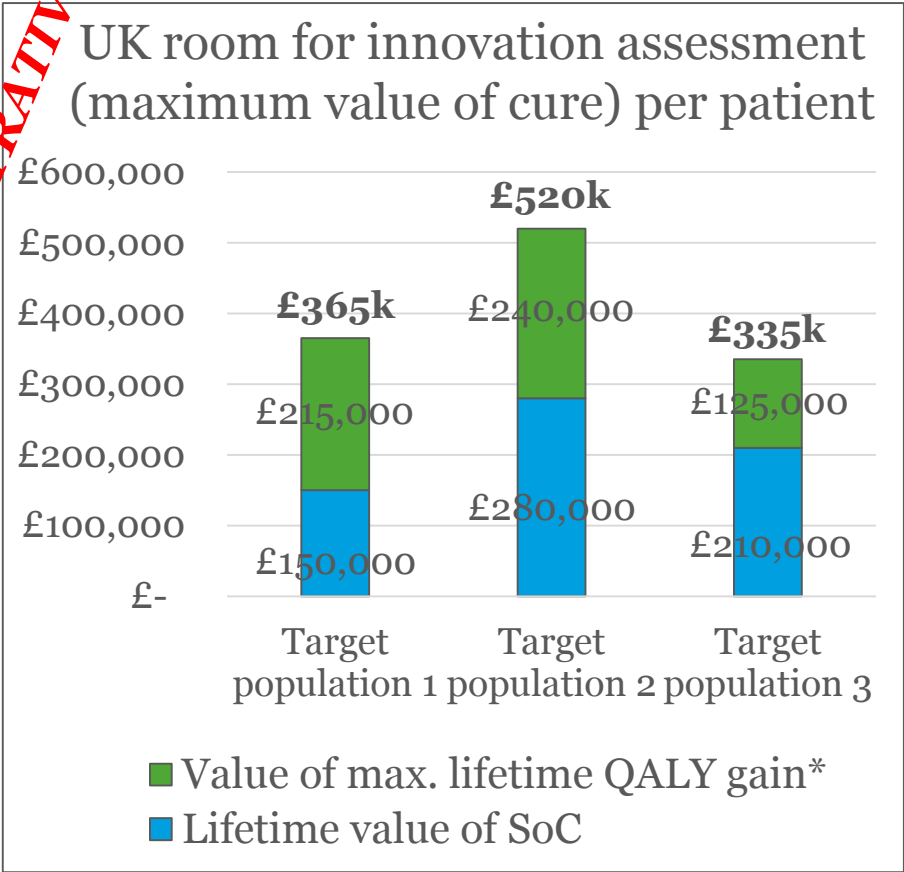 UK room for innovation assessment
(maximum value of cure) per patient
£600,000
£500,000
£400,000
£300,000
£200,000
£100,000
£-
£365k
£520k
£335k
£215,000
£240,000
£125,000
£150,000
£280,000
£210,000
Target population 1
Target population 2
Target population 3
Value of max. lifetime QALY gain*
Lifetime value of SoC